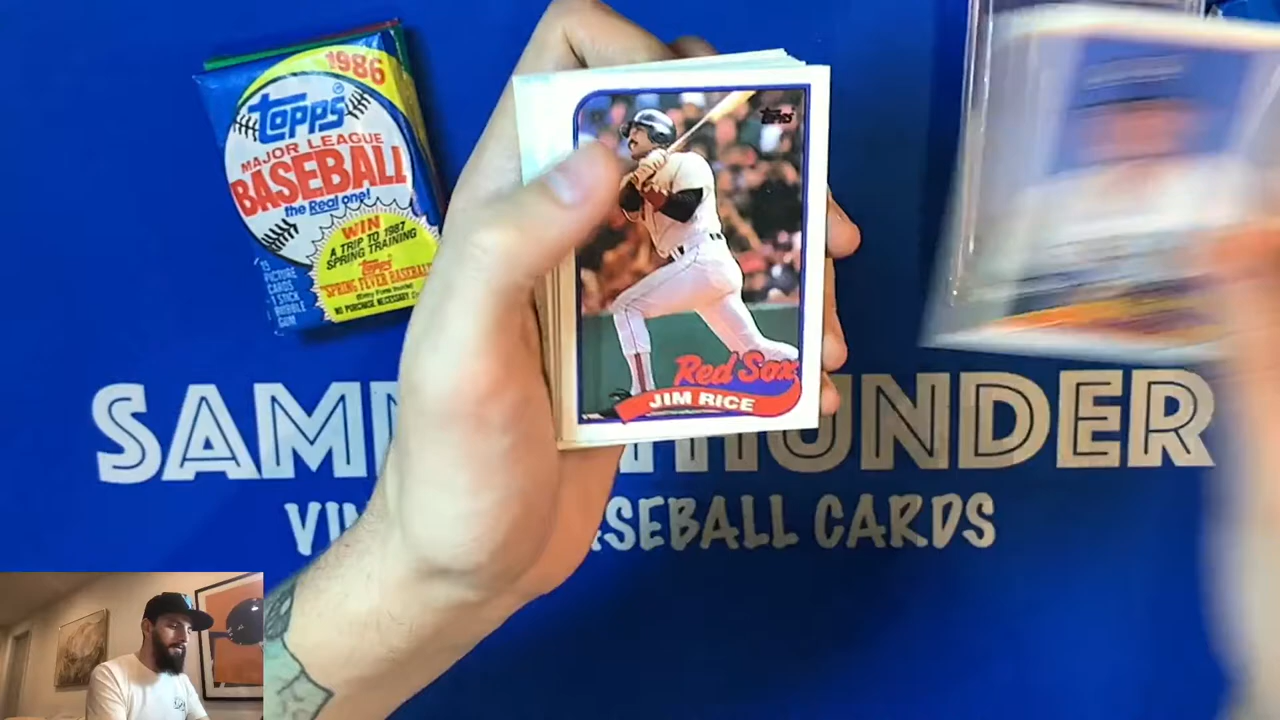 1986
topps
MAJOR LEAGUE
BASEBALL
the Real one!
WIN
A TRIP TO 1987
SPRING TRAINING
topps
"SPRING FEVER BASEBALL
NO PURCHASE NECESSARY
15
PICTURE
CARDS
1 STICK
BUBBLE
GUM
topps
Red Sox
JIM RICE
SAM HUNDER
VIN ASEBALL CARDS